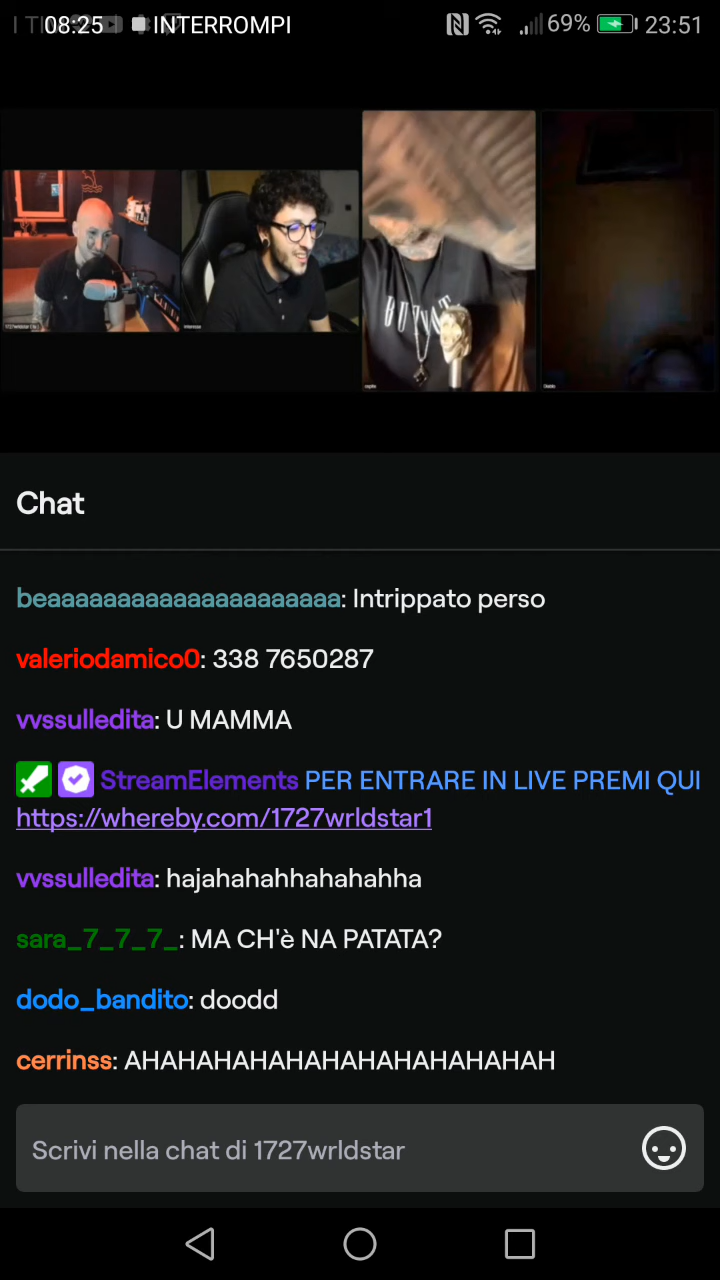 08:25 INTERROMPI 69% 23:51
1727wrldstar
BU
Chat
beaaaaaaaaaaaaaaaaaaaaa: Intrippato perso
valeriodamico0: 338 7650287
vvssulledita: U MAMMA
StreamElements PER ENTRARE IN LIVE PREMI QUI
https://whereby.com/1727wrldstar1
vvssulledita: hajahahahhahahahha
sara_7_7_7_: MA CH'è NA PATATA?
dodo_bandito: doodd
cerrinss: AHAHAHAHAHAHAHAHAHAHAHAH
Scrivi nella chat di 1727wrldstar